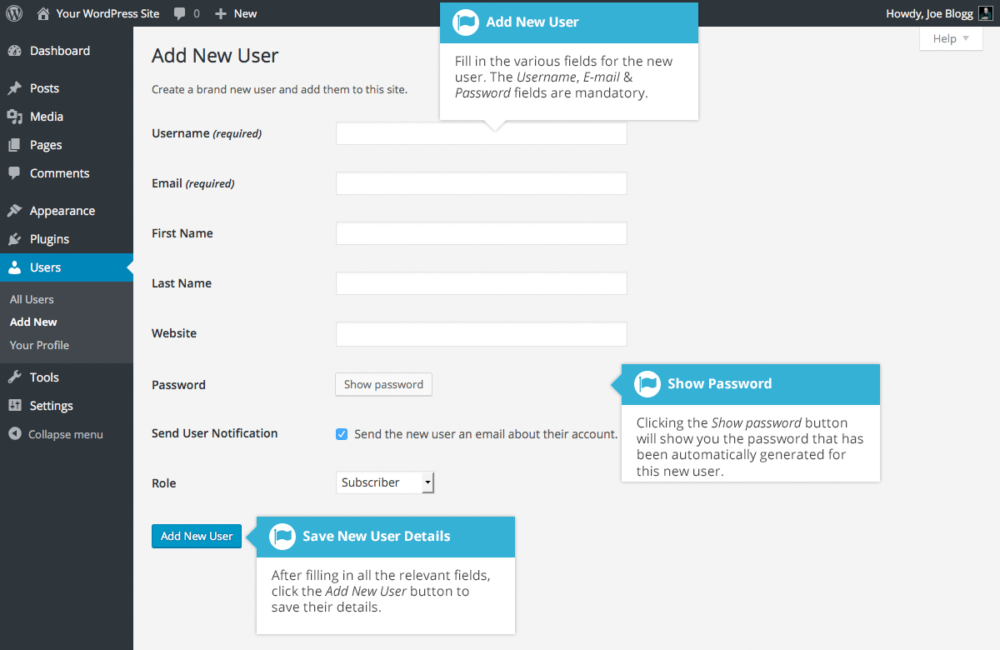 Your WordPress Site 0 New Howdy, Joe Blogg
Help
Dashboard
Posts
Media
Pages
Comments
Appearance
Plugins
Users
All Users
Add New
Your Profile
Tools
Settings
Collapse menu
Add New User
Create a brand new user and add them to this site.
Add New User
Fill in the various fields for the new
user. The Username, E-mail &
Password fields are mandatory.
Username (required)
Email (required)
First Name
Last Name
Website
Password Show password
Show Password
Clicking the Show password button
will show you the password that has
been automatically generated for
this new user.
Send User Notification Send the new user an email about their account.
Role Subscriber
Add New User
Save New User Details
After filling in all the relevant fields,
click the Add New User button to
save their details.